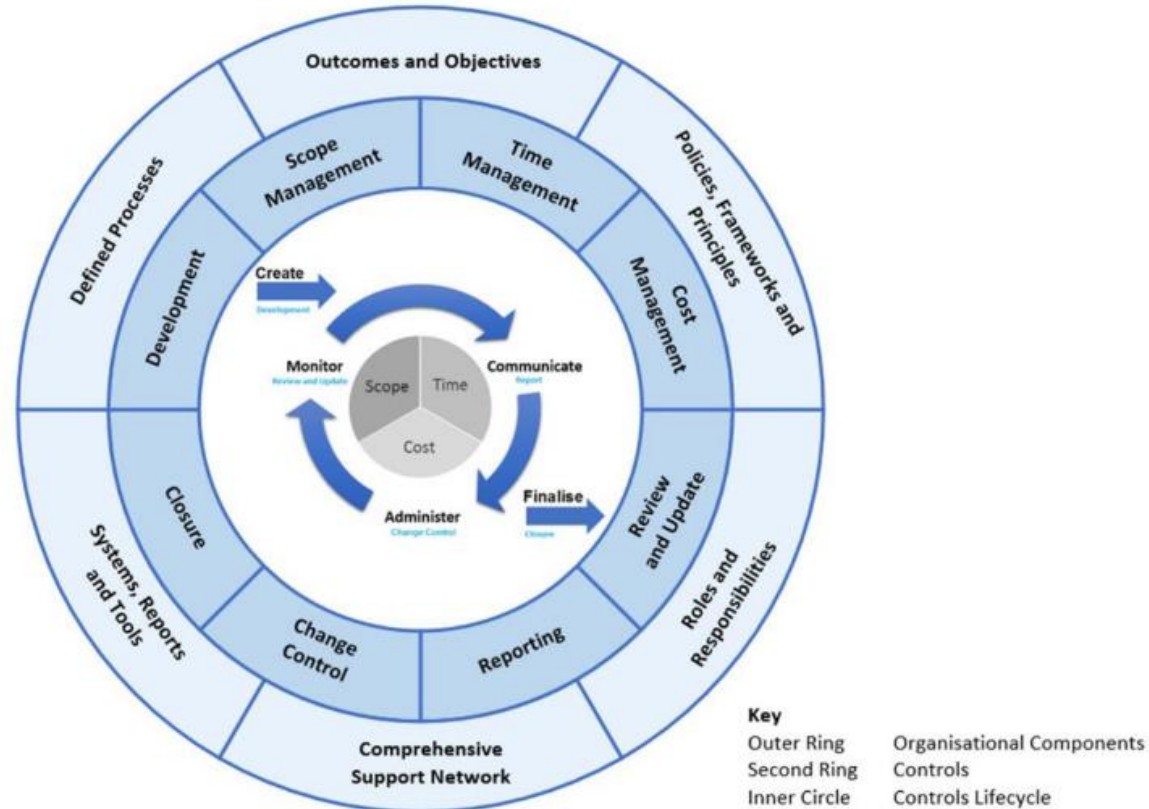 Outcomes and Objectives
Policies, Frameworks and
Principles
Roles and
Responsibilities
Comprehensive
Support Network
Systems, Reports
and Tools
Defined Processes
Scope
Management
Time
Management
Cost
Management
Review
and Update
Reporting
Change
Control
Closure
Development
Create
Development
Monitor
Review and Update
Communicate
Report
Scope
Time
Cost
Administer
Change Control
Finalise
Closure
Key
Outer Ring Organisational Components
Second Ring Controls
Inner Circle Controls Lifecycle